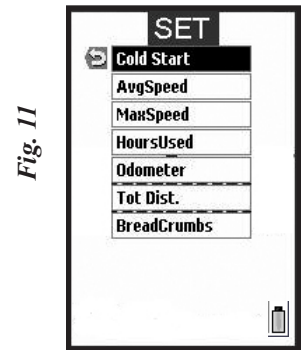 Fig. 11
SET
Cold Start
AvgSpeed
MaxSpeed
HoursUsed
Odometer
Tot Dist.
BreadCrumbs